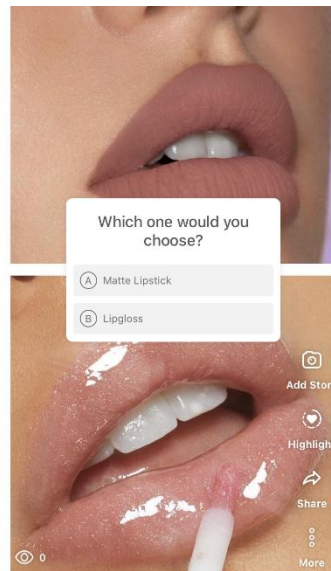 Which one would you
choose?
A Matte Lipstick
B Lipgloss
Add Stor
Highligh
Share
0
More